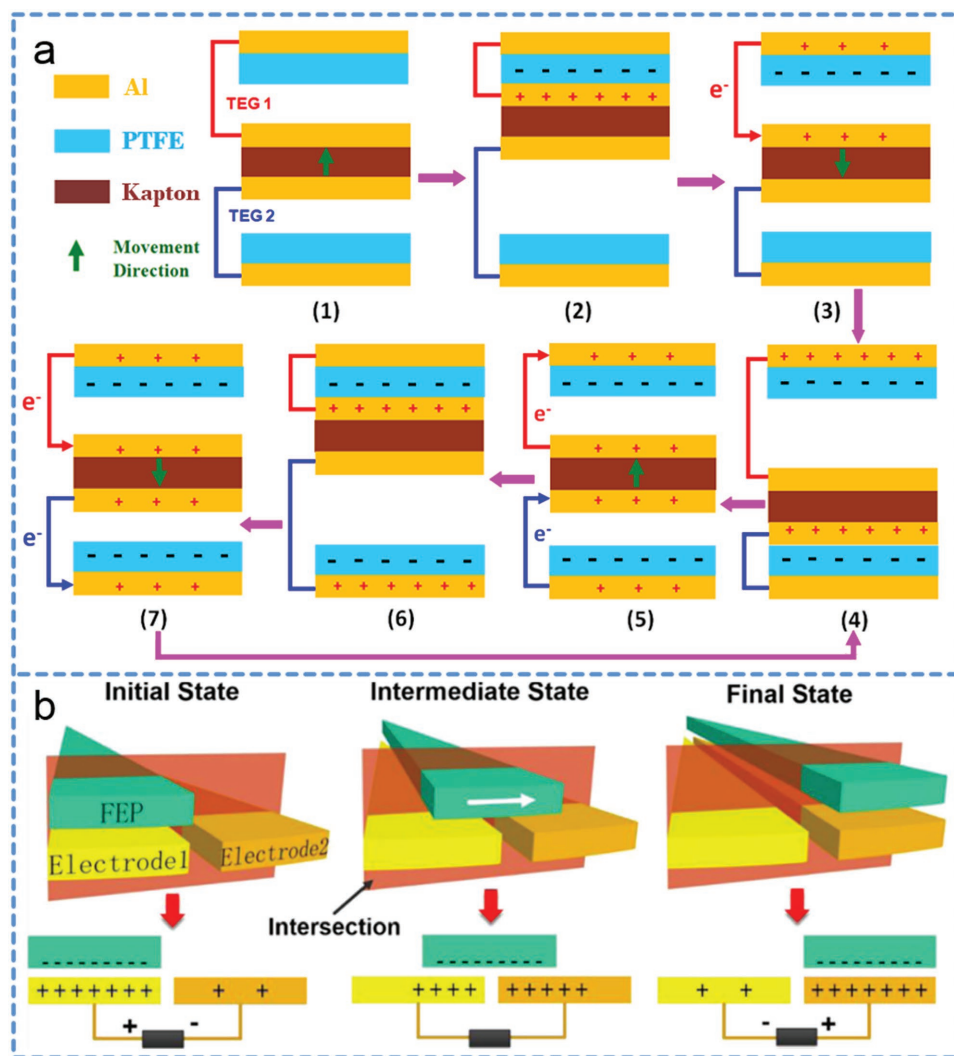 a
Al
PTFE
Kapton
Movement
Direction
TEG 1
TEG 2
(1)
- - - - - -
+ + + + + +
(2)
e-
+ + +
- - - - - -
+ + +
(3)
e-
e-
+ + +
- - - - - -
+ + +
+ + +
- - - - - -
+ + +
(7)
- - - - - -
+ + + + + +
- - - - - -
+ + + + + +
(6)
e-
e-
+ + +
- - - - - -
+ + +
+ + +
- - - - - -
+ + +
(5)
+ + + + + +
- - - - - -
+ + + + + +
- - - - - -
(4)
b
Initial State
Intermediate State
Final State
FEP
Electrode1
Electrode2
Intersection
- - - - - - - - -
+ + + + + + +
+ +
+ -
- - - - - - - - -
+ + + +
+ + + + +
- - - - - - - - -
+ +
+ + + + + + +
- +